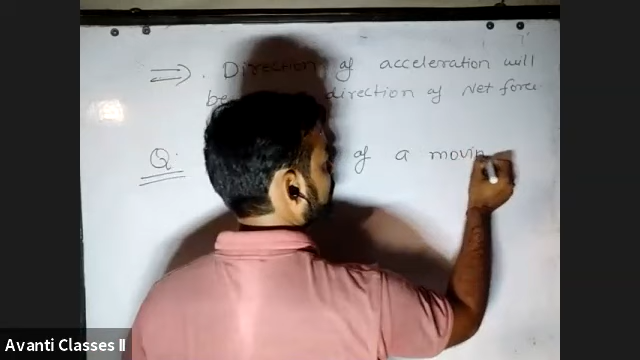 ⇒ . Direction of acceleration will
be direction of Net force
Q. of a movin
Avanti Classes II